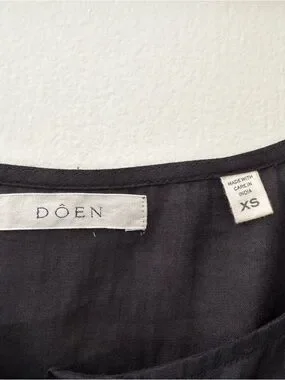 DÔEN
MADE WITH
CARE IN
INDIA
XS